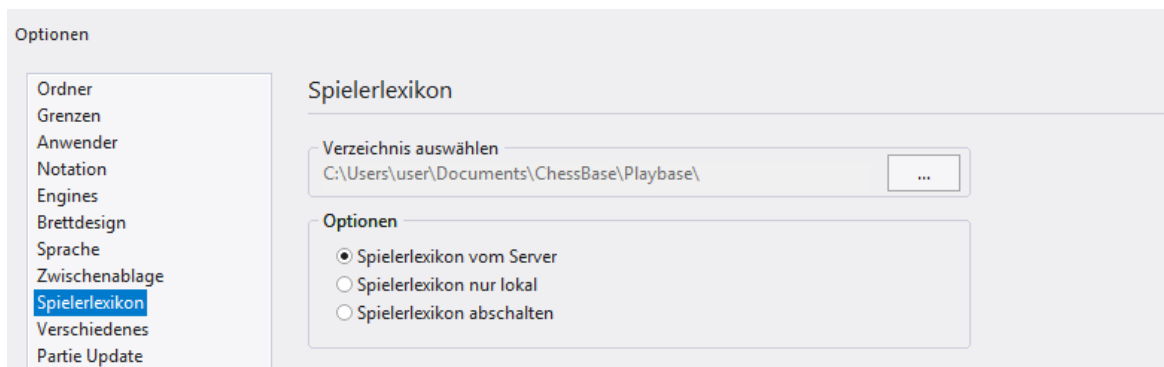 Optionen
Ordner
Grenzen
Anwender
Notation
Engines
Brettdesign
Sprache
Zwischenablage
Spielerlexikon
Verschiedenes
Partie Update
Spielerlexikon
Verzeichnis auswählen
C:\Users\user\Documents\ChessBase\Playbase\
...
Optionen
Spielerlexikon vom Server
Spielerlexikon nur lokal
Spielerlexikon abschalten